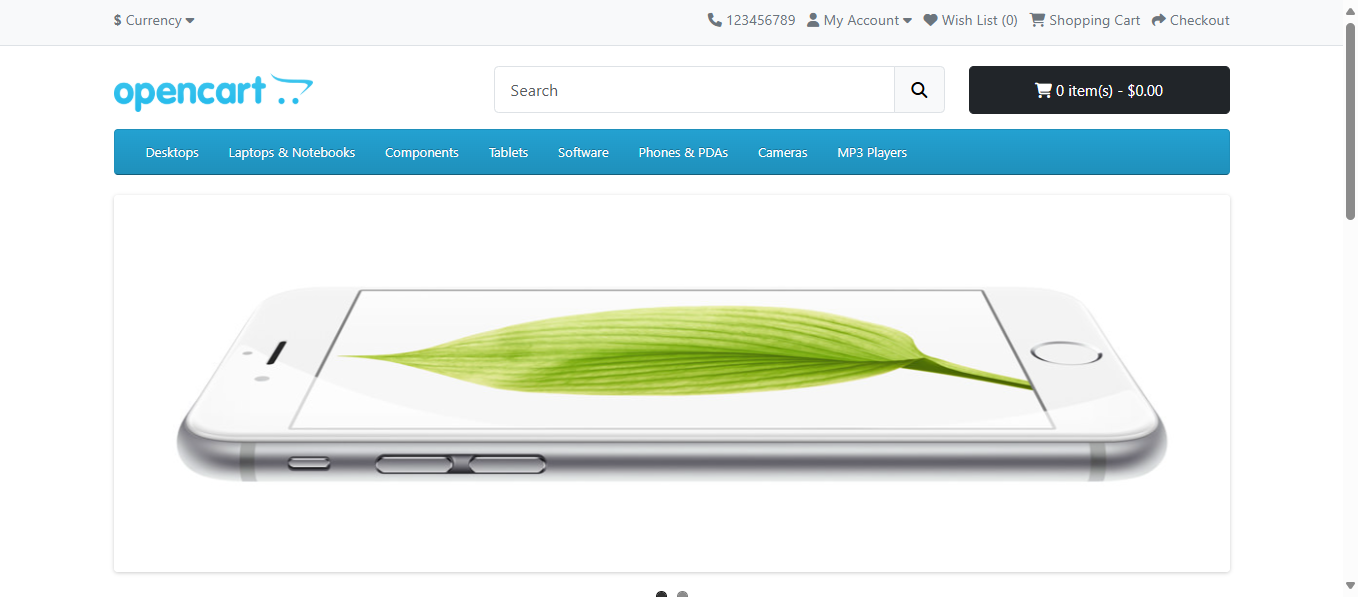 $ Currency
123456789 My Account Wish List (0) Shopping Cart Checkout
opencart
Search
0 item(s) - $0.00
Desktops Laptops & Notebooks Components Tablets Software Phones & PDAs Cameras MP3 Players